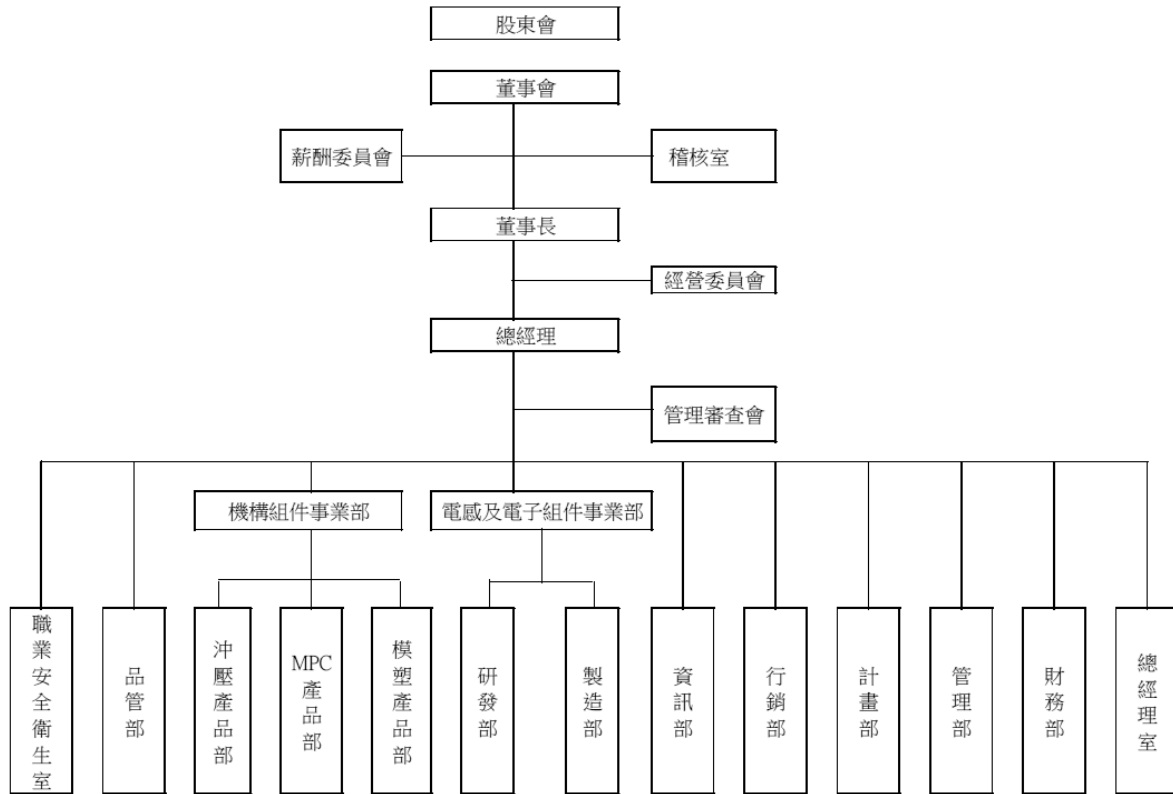 股東會
董事會
薪酬委員會
稽核室
董事長
經營委員會
總經理
管理審查會
機構組件事業部
電感及電子組件事業部
職業安全衛生室
品管部
沖壓產品部
MPC
產品部
模塑產品部
研發部
製造部
資訊部
行銷部
計畫部
管理部
財務部
總經理室